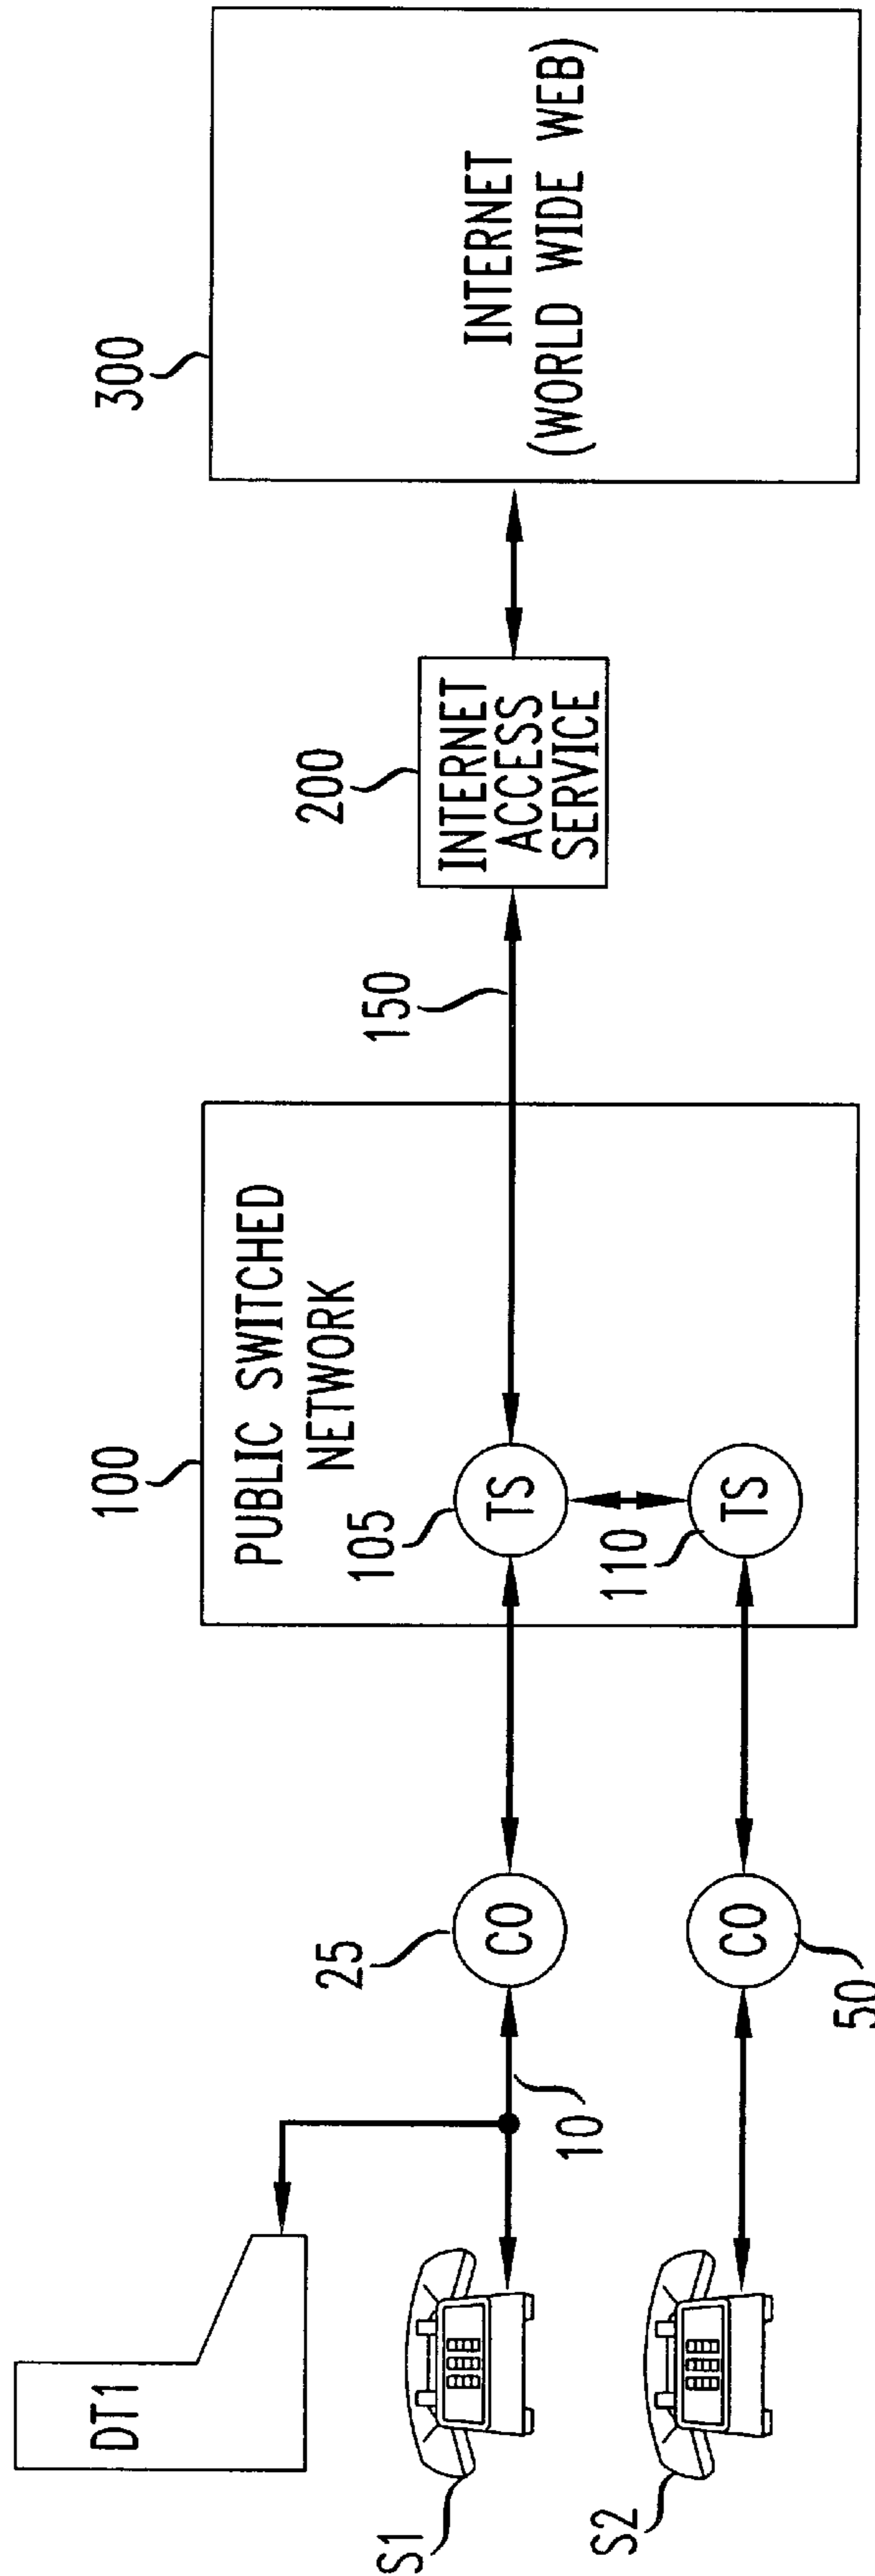 DT1
S1
S2
10
25
CO
50
CO
100
PUBLIC SWITCHED
NETWORK
105
TS
110
TS
150
200
INTERNET
ACCESS
SERVICE
300
INTERNET
(WORLD WIDE WEB)